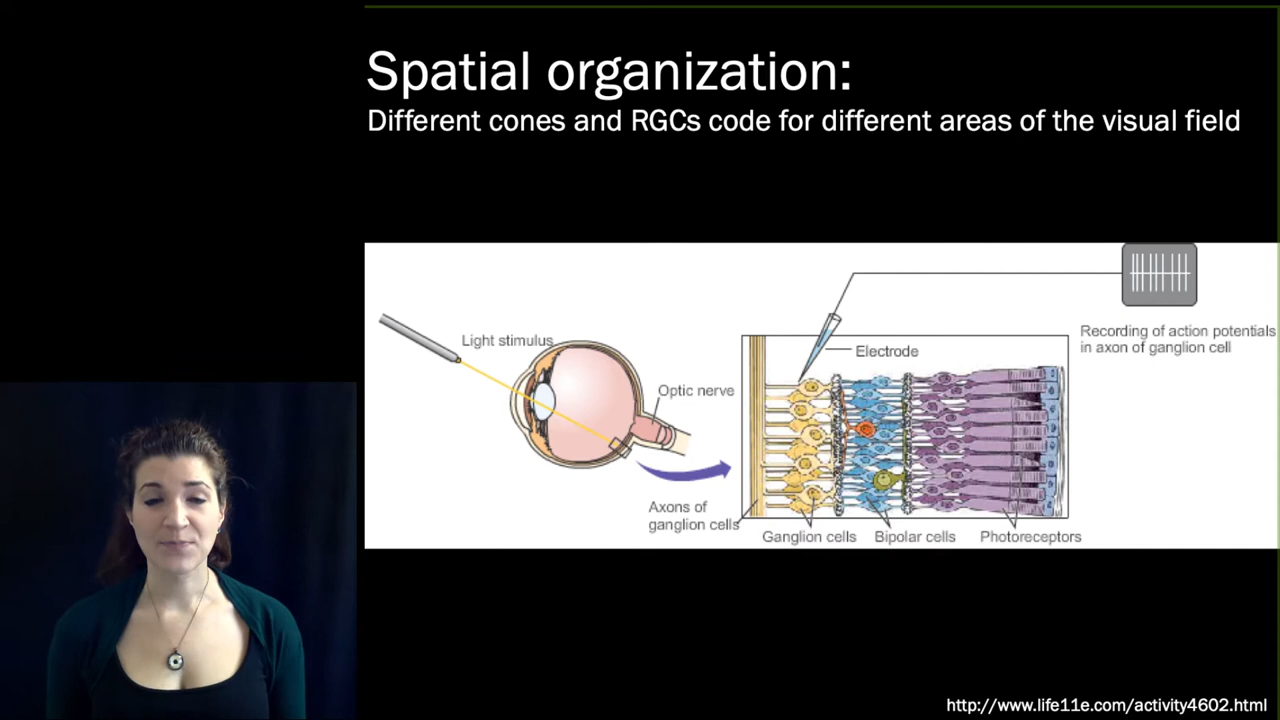 Spatial organization:
Different cones and RGCs code for different areas of the visual field
Light stimulus
Optic nerve
Electrode
Recording of action potentials
in axon of ganglion cell
Axons of
ganglion cells
Ganglion cells
Bipolar cells
Photoreceptors
http://www.life11e.com/activity4602.html